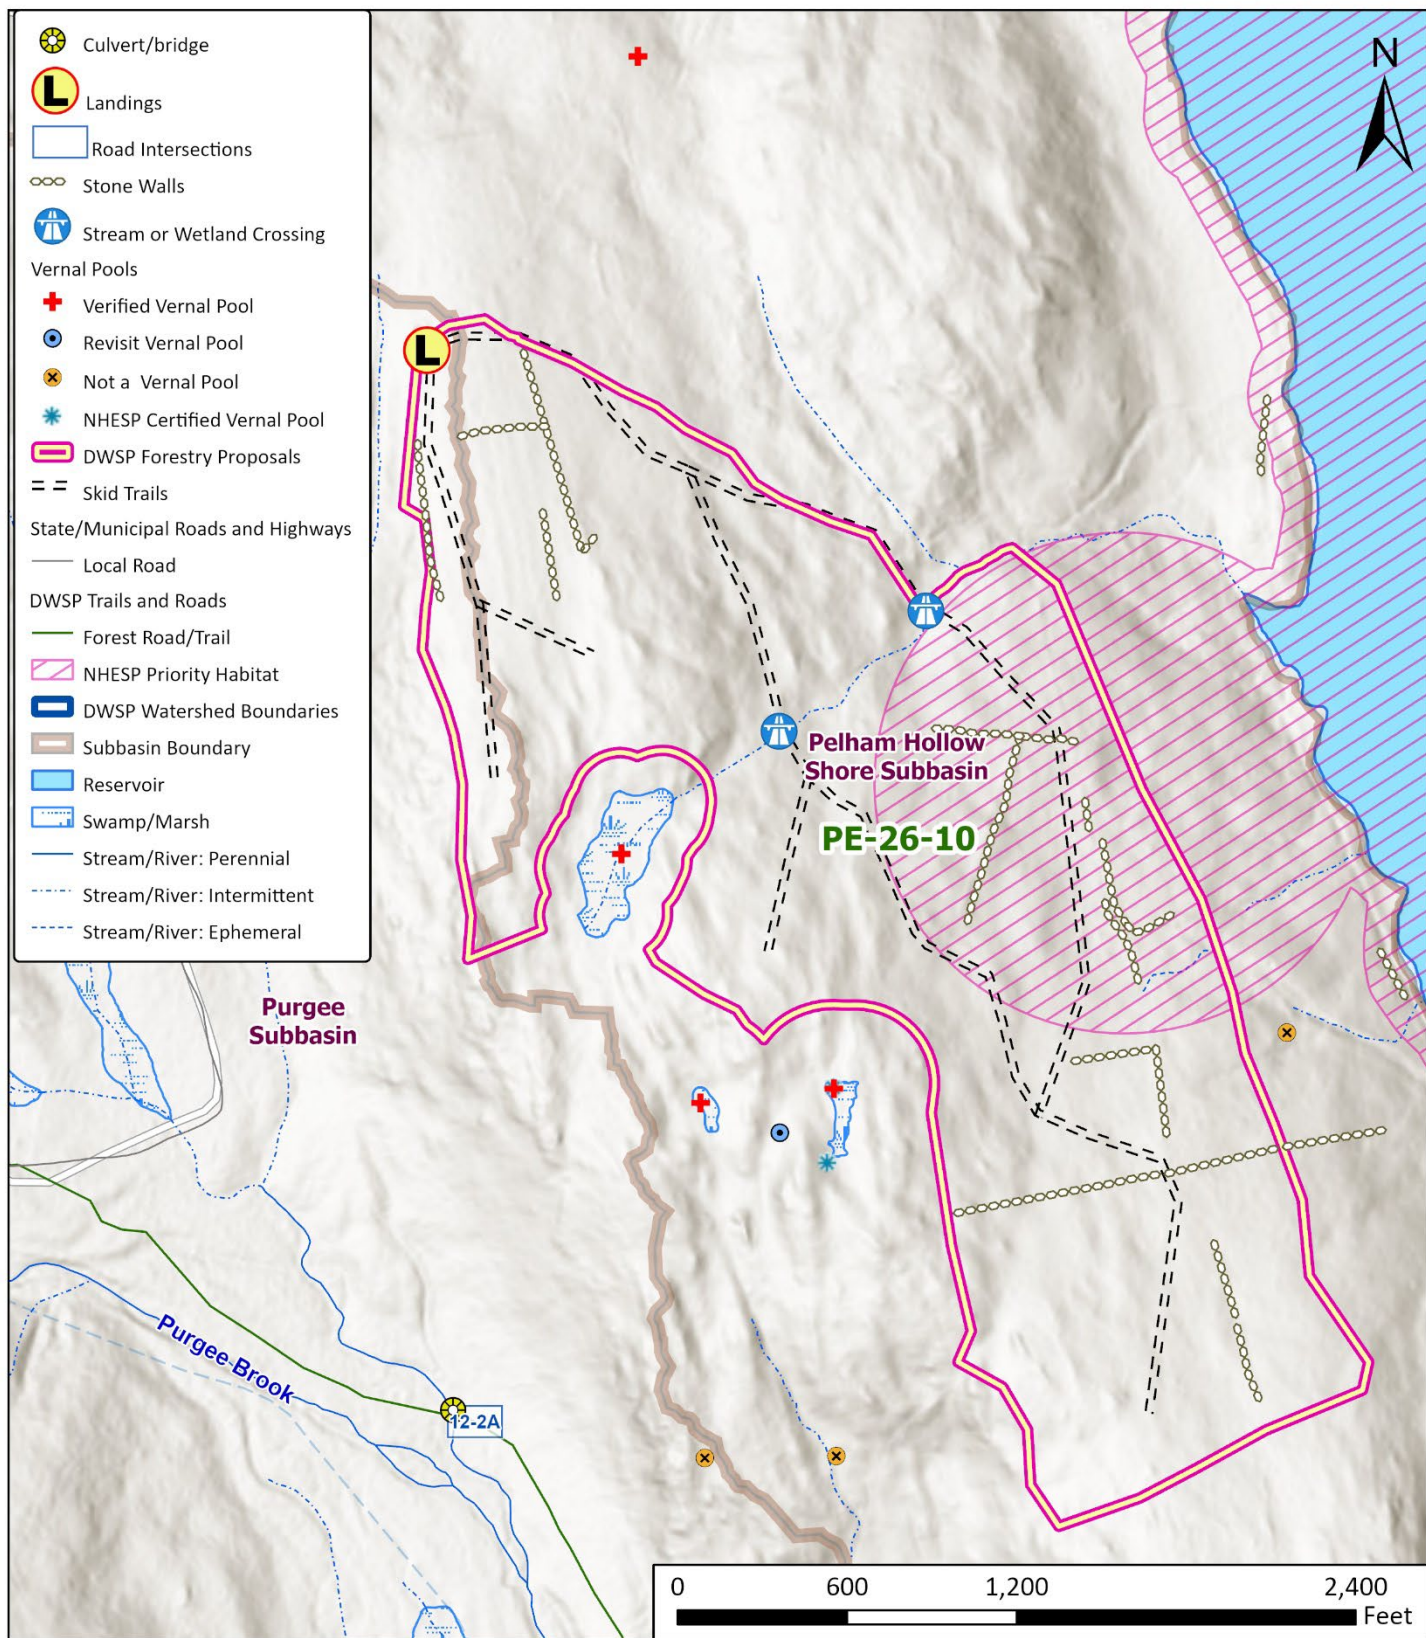 Culvert/bridge
L
Landings
Road Intersections
Stone Walls
Stream or Wetland Crossing
Vernal Pools
Verified Vernal Pool
Revisit Vernal Pool
Not a  Vernal Pool
NHESP Certified Vernal Pool
DWSP Forestry Proposals
Skid Trails
State/Municipal Roads and Highways
Local Road
DWSP Trails and Roads
Forest Road/Trail
NHESP Priority Habitat
DWSP Watershed Boundaries
Subbasin Boundary
Reservoir
Swamp/Marsh
Stream/River: Perennial
Stream/River: Intermittent
Stream/River: Ephemeral
N
L
Pelham Hollow
Shore Subbasin
PE-26-10
Purgee
Subbasin
Purgee Brook
12-2A
0 600 1,200 2,400
Feet